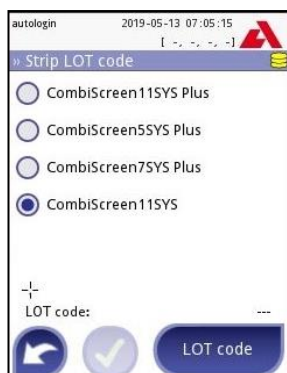 autologin 2019-05-13 07:05:15
[ -, -, -, -]
» Strip LOT code
CombiScreen11SYS Plus
CombiScreen5SYS Plus
CombiScreen7SYS Plus
CombiScreen11SYS
LOT code: ---
LOT code